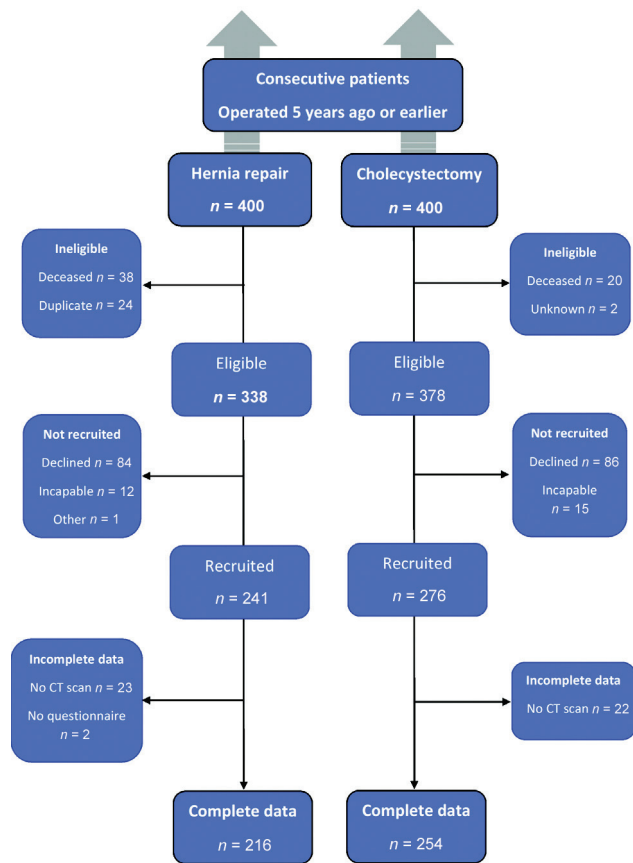 Consecutive patients
Operated 5 years ago or earlier
Hernia repair
n = 400
Cholecystectomy
n = 400
Ineligible
Deceased n = 38
Duplicate n = 24
Ineligible
Deceased n = 20
Unknown n = 2
Eligible
n = 338
Eligible
n = 378
Not recruited
Declined n = 84
Incapable n = 12
Other n = 1
Not recruited
Declined n = 86
Incapable
n = 15
Recruited
n = 241
Recruited
n = 276
Incomplete data
No CT scan n = 23
No questionnaire
n = 2
Incomplete data
No CT scan n = 22
Complete data
n = 216
Complete data
n = 254